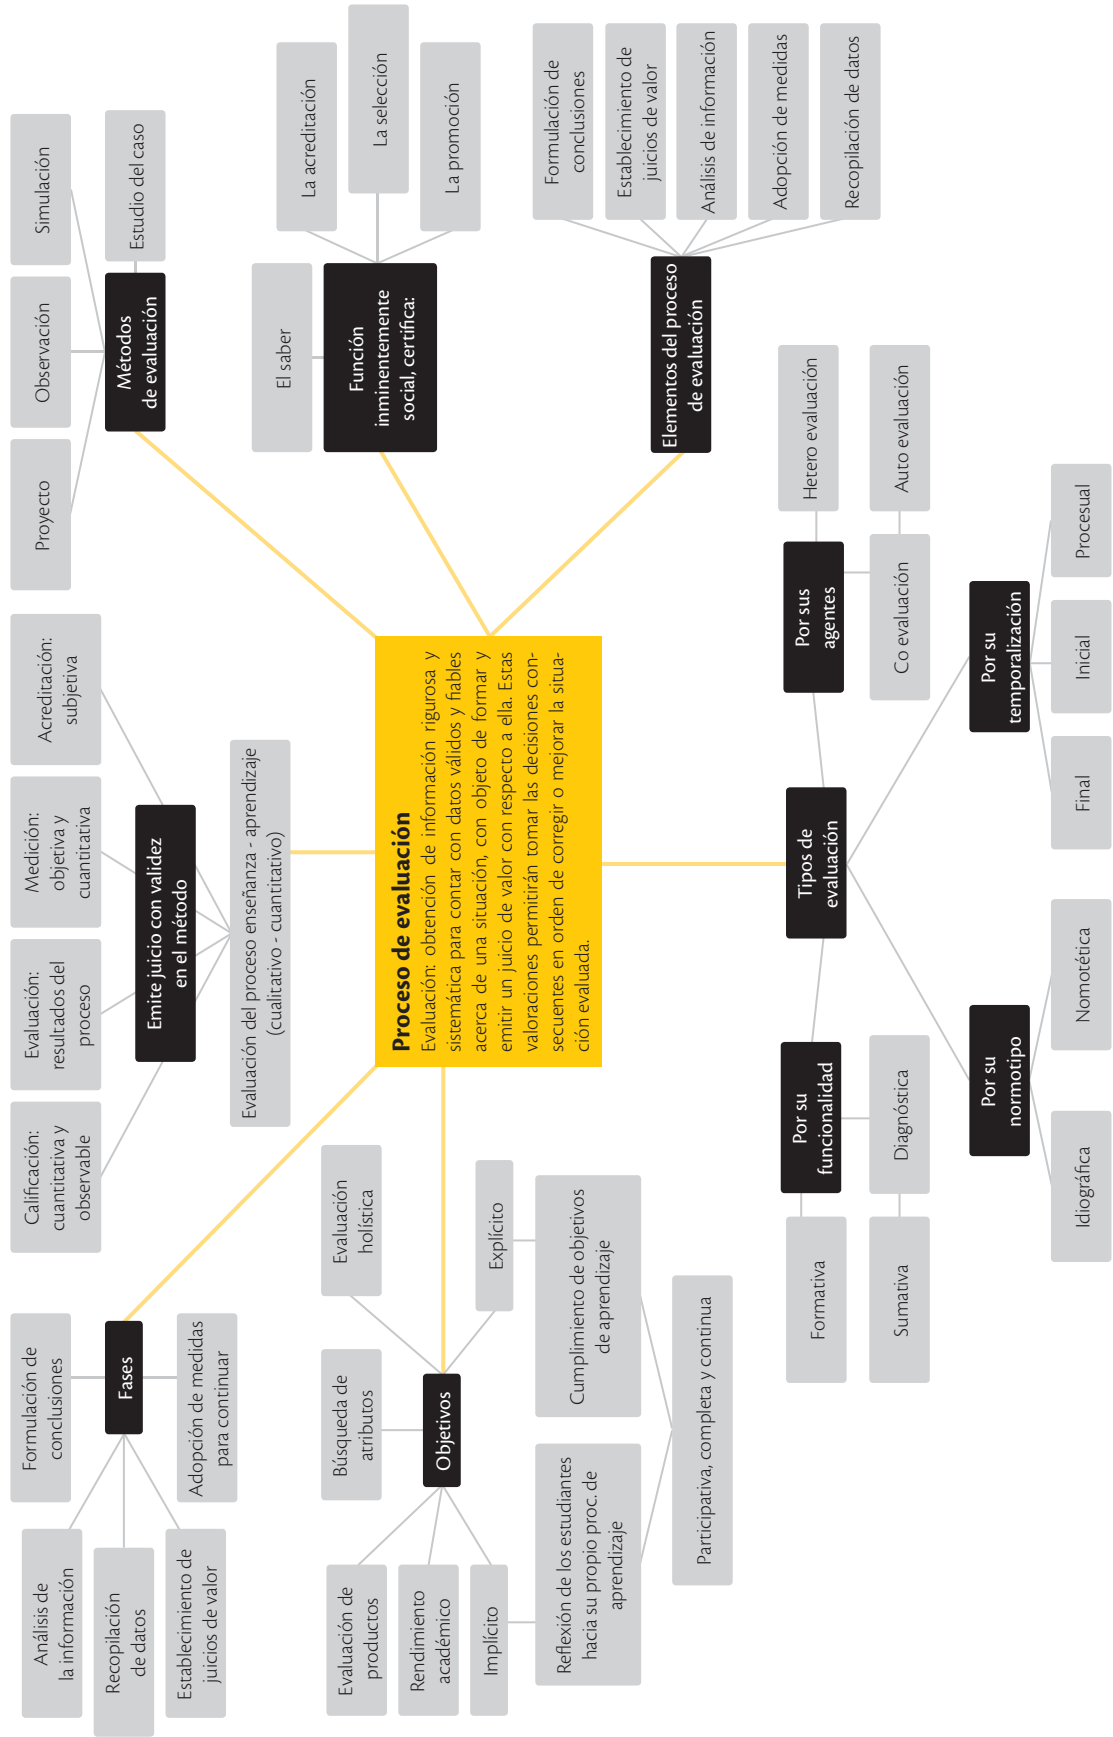 Formulación de
conclusiones
Análisis de
la información
Recopilación
de datos
Establecimiento de
juicios de valor
Fases
Adopción de medidas
para continuar
Calificación:
cuantitativa y
observable
Evaluación:
resultados del
proceso
Medición:
objetiva y
cuantitativa
Acreditación:
subjetiva
Emite juicio con validez
en el método
Evaluación del proceso enseñanza - aprendizaje
(cualitativo - cuantitativo)
Proyecto
Observación
Simulación
Métodos
de evaluación
Estudio del caso
El saber
La acreditación
Función
inminentemente
social, certifica:
La selección
La promoción
Proceso de evaluación
Evaluación: obtención de información rigurosa y
sistemática para contar con datos válidos y fiables
acerca de una situación, con objeto de formar y
emitir un juicio de valor con respecto a ella. Estas
valoraciones permitirán tomar las decisiones con-
secuentes en orden de corregir o mejorar la situa-
ción evaluada.
Evaluación de
productos
Búsqueda de
atributos
Evaluación
holística
Rendimiento
académico
Objetivos
Implícito
Explícito
Reflexión de los estudiantes
hacia su propio proc. de
aprendizaje
Cumplimiento de objetivos
de aprendizaje
Participativa, completa y continua
Elementos del proceso
de evaluación
Formulación de
conclusiones
Establecimiento de
juicios de valor
Análisis de información
Adopción de medidas
Recopilación de datos
Tipos de
evaluación
Por su
funcionalidad
Formativa
Sumativa
Diagnóstica
Por sus
agentes
Hetero evaluación
Co evaluación
Auto evaluación
Por su
normotipo
Idiográfica
Nomotética
Por su
temporalización
Final
Inicial
Procesual